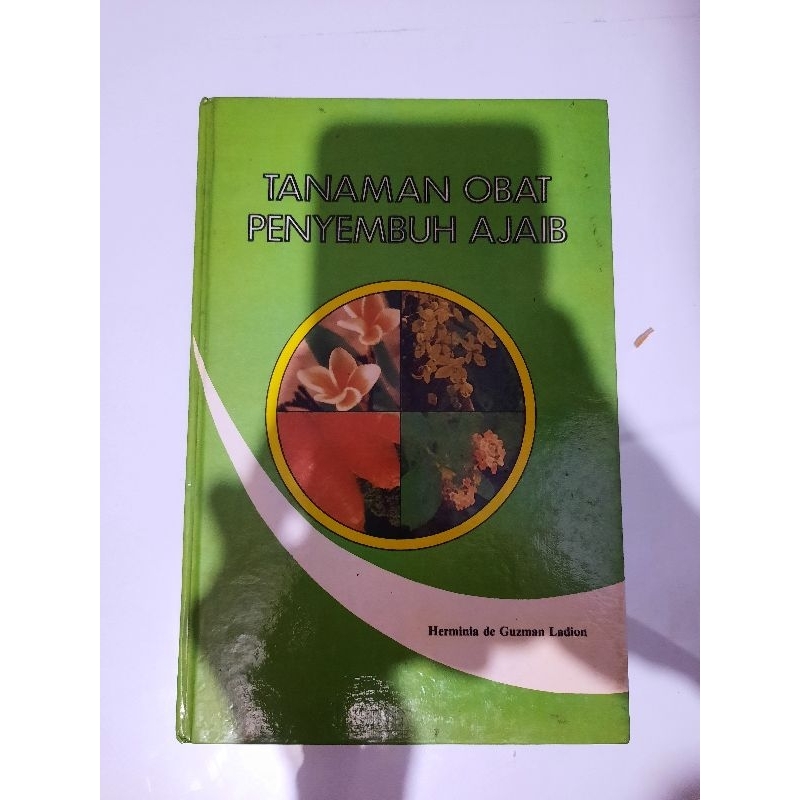 TANAMAN OBAT
PENYEMBUH AJAIB
Herminia de Guzman Ladion